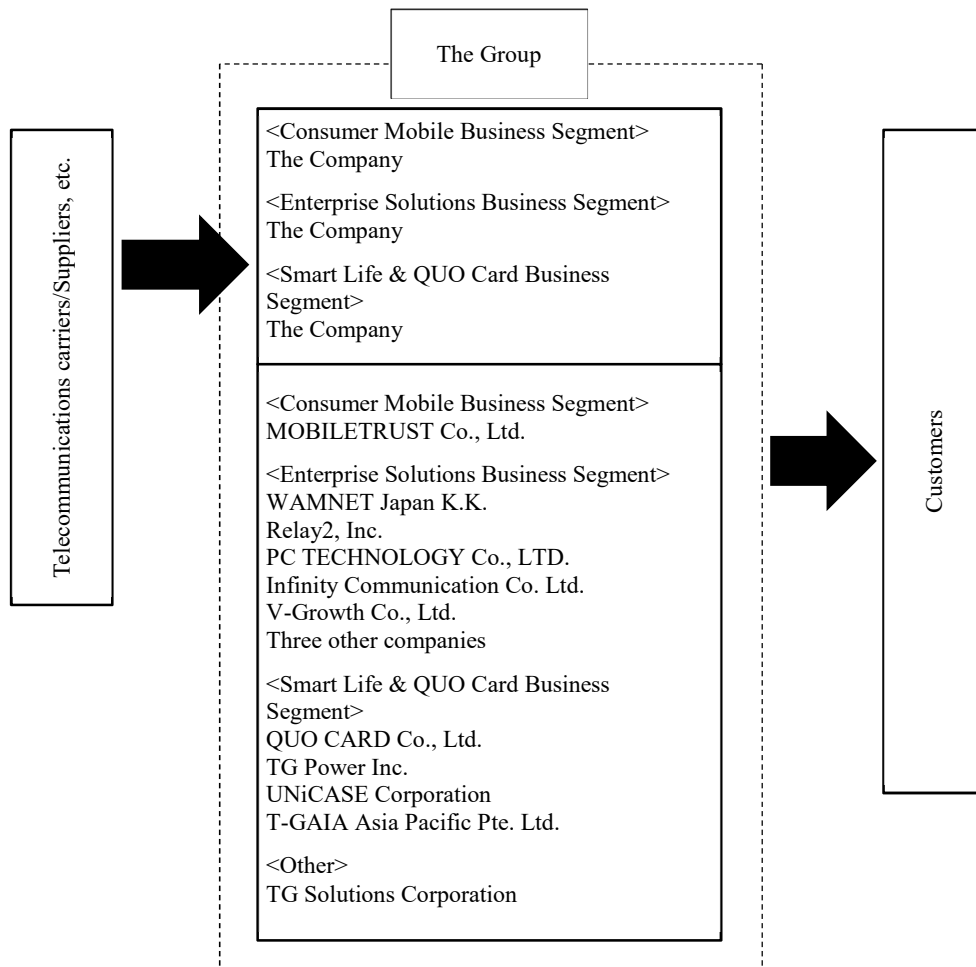 The Group
Telecommunications carriers/Suppliers, etc.
<Consumer Mobile Business Segment>
The Company
<Enterprise Solutions Business Segment>
The Company
<Smart Life & QUO Card Business
Segment>
The Company
<Consumer Mobile Business Segment>
MOBILETRUST Co., Ltd.
<Enterprise Solutions Business Segment>
WAMNET Japan K.K.
Relay2, Inc.
PC TECHNOLOGY Co., LTD.
Infinity Communication Co. Ltd.
V-Growth Co., Ltd.
Three other companies
<Smart Life & QUO Card Business
Segment>
QUO CARD Co., Ltd.
TG Power Inc.
UNiCASE Corporation
T-GAIA Asia Pacific Pte. Ltd.
<Other>
TG Solutions Corporation
Customers